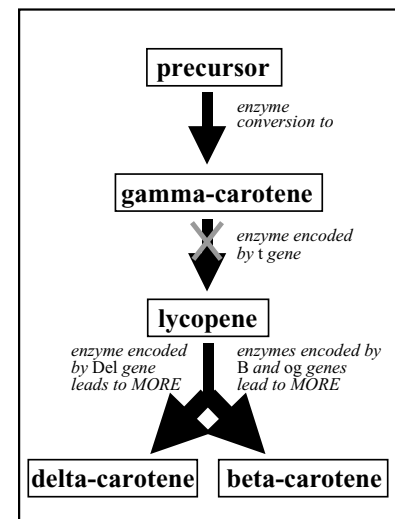 precursor
enzyme
conversion to
gamma-carotene
enzyme encoded
by t gene
lycopene
enzyme encoded
by Del gene
leads to MORE
enzymes encoded by
B and og genes
lead to MORE
delta-carotene
beta-carotene